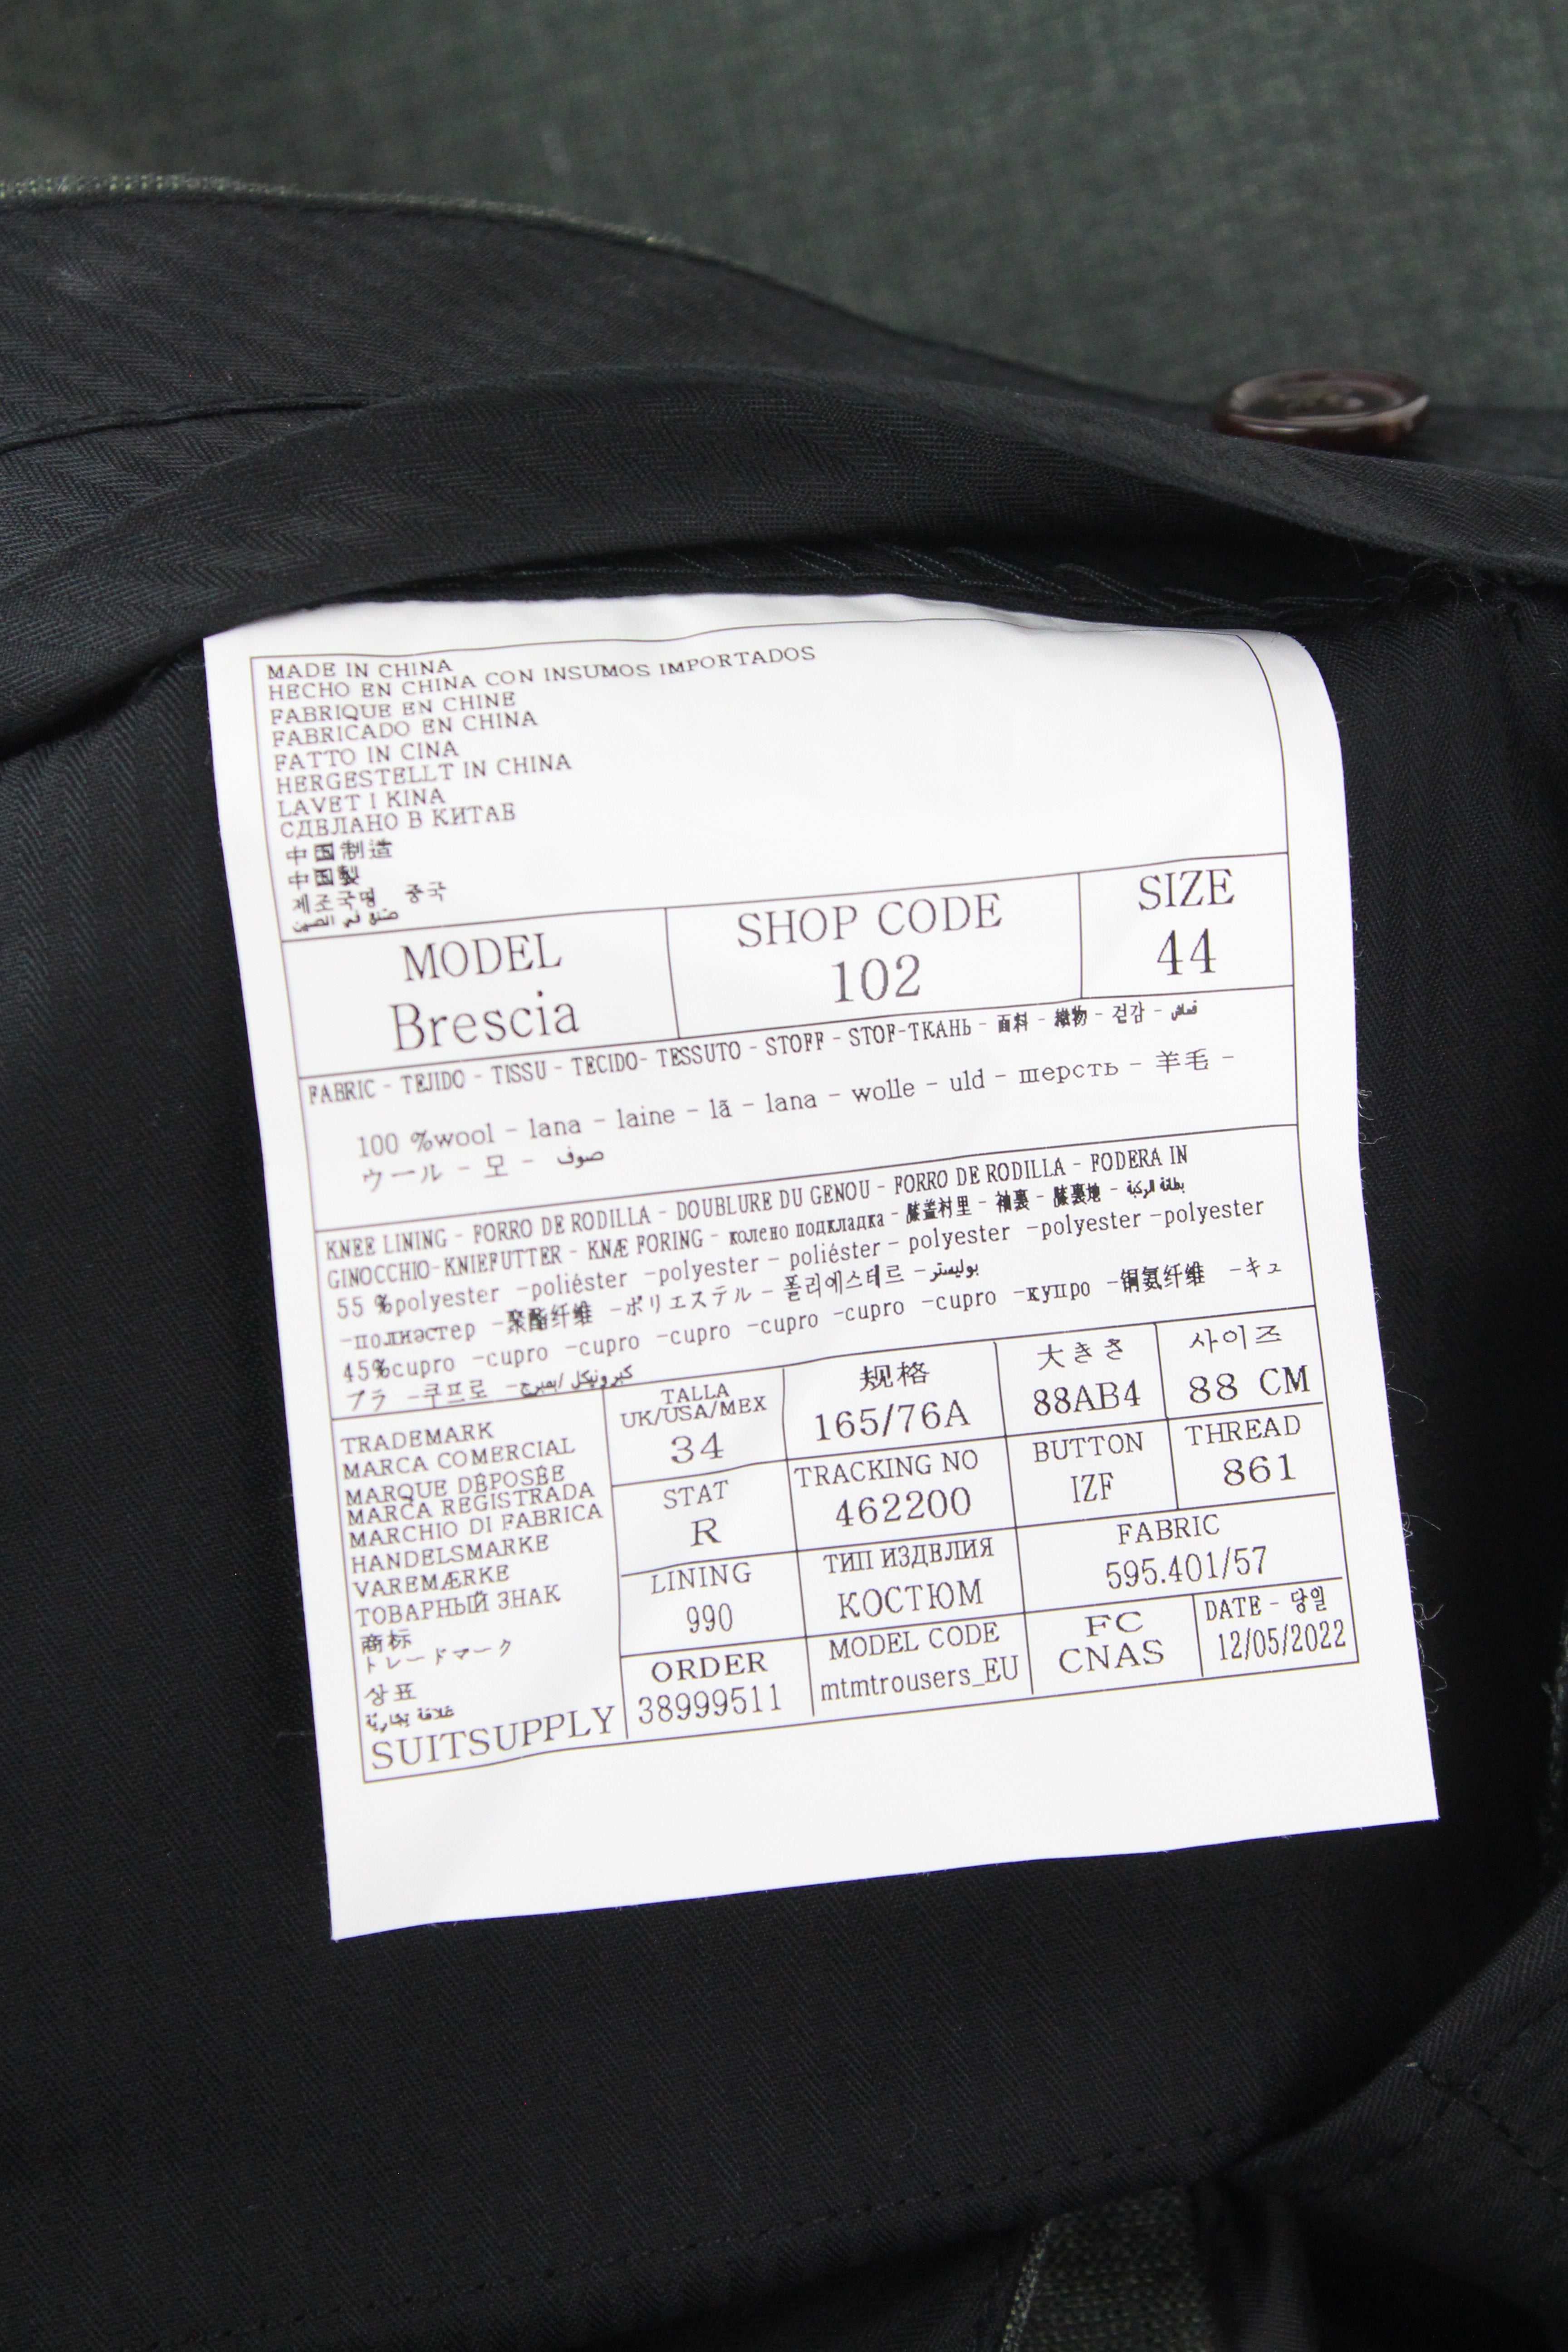 MADE IN CHINA
HECHO EN CHINA CON INSUMOS IMPORTADOS
FABRIQUE EN CHINE
FABRICADO EN CHINA
FATTO IN CINA
HERGESTELLT IN CHINA
LAVET I KINA
СДЕЛАНО В КИТАЕ
中国制造
中国製
제조국명 중국
صنع في الصين
MODEL
Brescia
SHOP CODE
102
SIZE
44
FABRIC - TEJIDO - TISSU - TECIDO- TESSUTO - STOFF - STOF-ТКАНЬ - 面料 - 織物 - 겉감 - قماش
100 %wool - lana - laine - lã - lana - wolle - uld - шерсть - 羊毛 -
ウール - 모 - صوف
KNEE LINING - FORRO DE RODILLA - DOUBLURE DU GENOU - FORRO DE RODILLA - FODERA IN
GINOCCHIO-KNIEFUTTER - KNÆ FORING - колено подкладка - 膝盖衬里 - 袖裏 - 膝裏地 - بطانة الركبة
55 %polyester -poliéster -polyester - poliéster - polyester -polyester -polyester
-полиэстер -聚酯纤维 -ポリエステル - 폴리에스테르 - بوليستر
45%cupro -cupro -cupro -cupro -cupro -cupro -cupro -купро -铜氨纤维 -キュ
プラ -큐프로 -
TRADEMARK
MARCA COMERCIAL
MARQUE DÉPOSÉE
MARCA REGISTRADA
MARCHIO DI FABRICA
HANDELSMARKE
VAREMÆRKE
ТОВАРНЫЙ ЗНАК
商标
トレードマーク
상표
علامة تجارية
SUITSUPPLY
TALLA
UK/USA/MEX
34
规格
165/76A
大きさ
88AB4
사이즈
88 CM
STAT
R
TRACKING NO
462200
BUTTON
IZF
THREAD
861
LINING
990
ТИП ИЗДЕЛИЯ
КОСТЮМ
FABRIC
595.401/57
ORDER
38999511
MODEL CODE
mtmtrousers_EU
FC
CNAS
DATE - 당일
12/05/2022